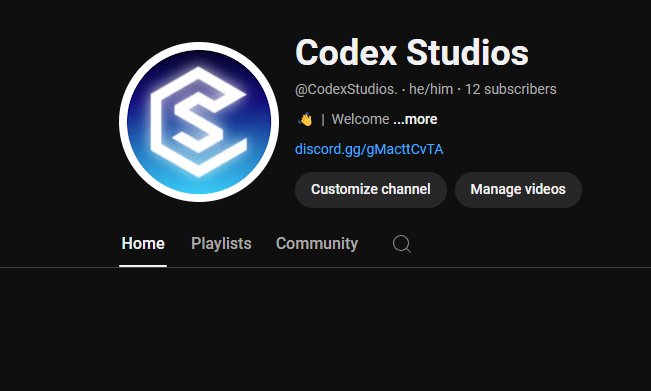 Codex Studios
@CodexStudios. · he/him · 12 subscribers
👋 | Welcome ...more
discord.gg/gMacttCvTA
Customize channel Manage videos
Home Playlists Community